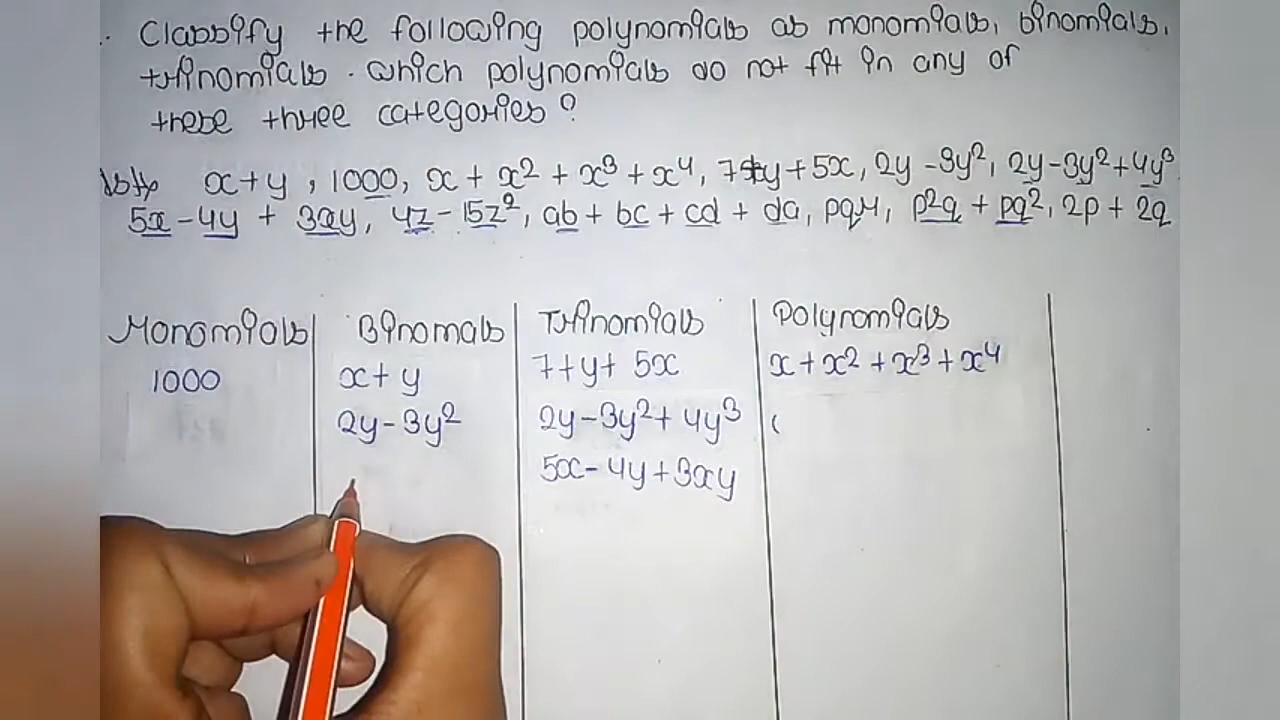 Classify the following polynomials as monomials, binomials,
trinomials. Which polynomials do not fit in any of
these three categories?
x+y, 1000, x + x² + x³ + x⁴, 7+y+5x, 2y-3y², 2y-3y²+4y³
5x-4y + 3xy, 4z-15z², ab + bc + cd + da, pqr, p²q + pq², 2p + 2q
Monomials Binomals Trinomials Polynomials
1000 x+y 7+y+5x x+x²+x³+x⁴
2y-3y² 2y-3y²+4y³ (
5x-4y+3xy